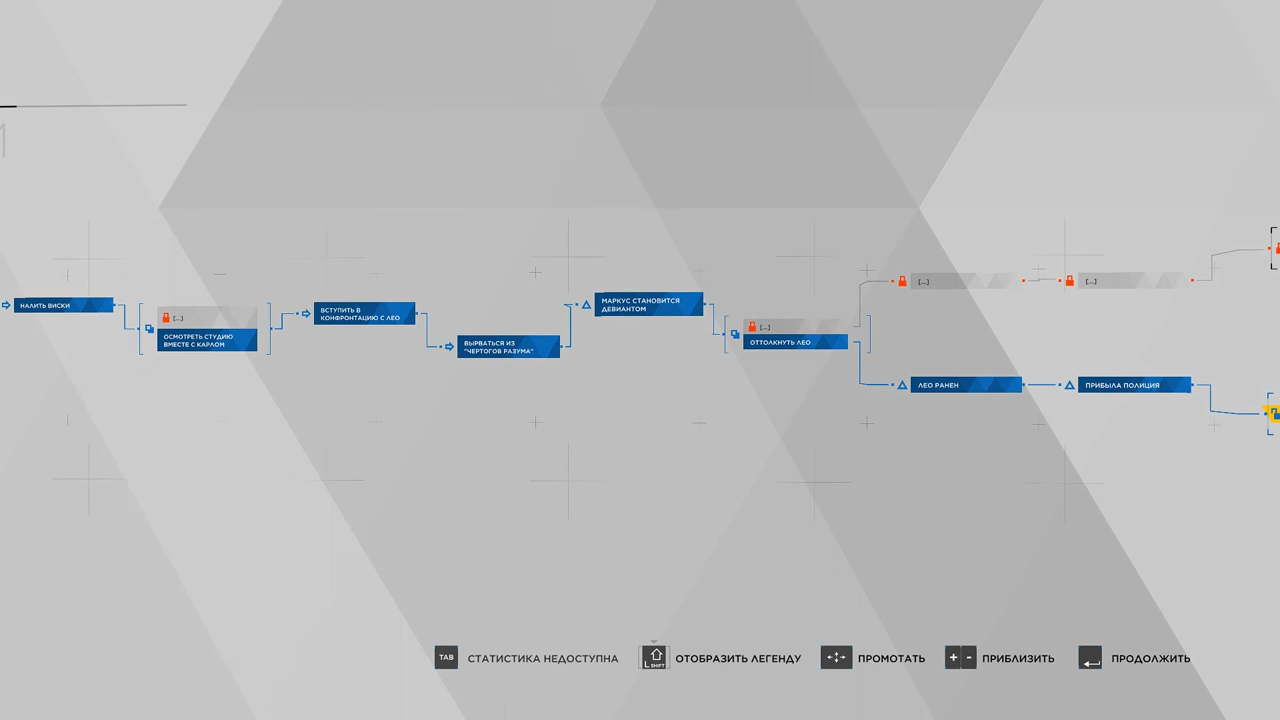 1
НАЛИТЬ ВИСКИ
[...]
ОСМОТРЕТЬ СТУДИЮ
ВМЕСТЕ С КАРЛОМ
ВСТУПИТЬ В
КОНФРОНТАЦИЮ С ЛЕО
ВЫРВАТЬСЯ ИЗ
"ЧЕРТОГОВ РАЗУМА"
МАРКУС СТАНОВИТСЯ
ДЕВИАНТОМ
[...]
ОТТОЛКНУТЬ ЛЕО
[...]
[...]
ЛЕО РАНЕН
ПРИБЫЛА ПОЛИЦИЯ
TAB СТАТИСТИКА НЕДОСТУПНА L SHIFT ОТОБРАЗИТЬ ЛЕГЕНДУ ПРОМОТАТЬ + - ПРИБЛИЗИТЬ ПРОДОЛЖИТЬ